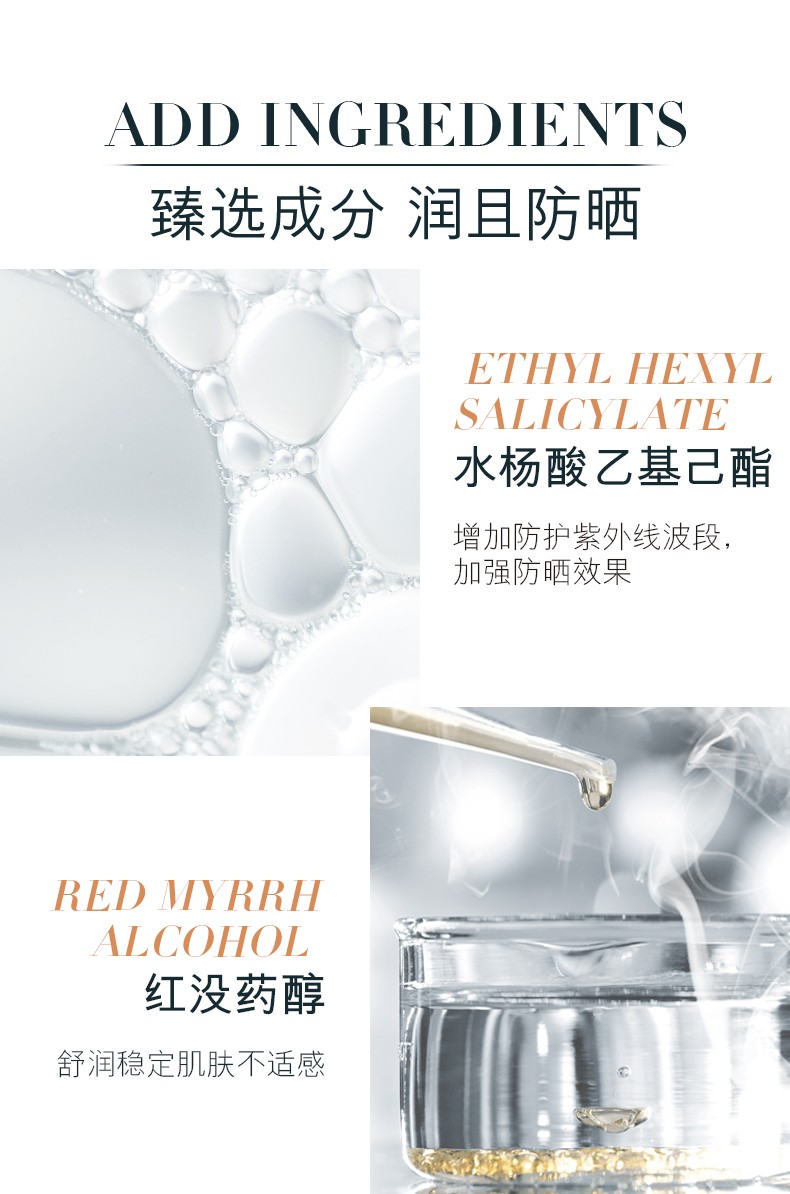 ADD INGREDIENTS
臻选成分 润且防晒
ETHYL HEXYL
SALICYLATE
水杨酸乙基己酯
增加防护紫外线波段，
加强防晒效果
RED MYRRH
ALCOHOL
红没药醇
舒润稳定肌肤不适感